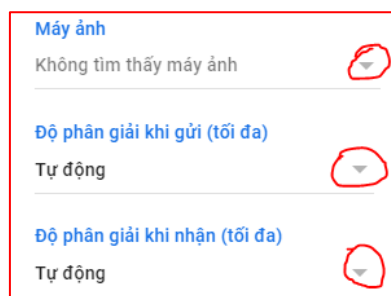 Máy ảnh
Không tìm thấy máy ảnh
Độ phân giải khi gửi (tối đa)
Tự động
Độ phân giải khi nhận (tối đa)
Tự động